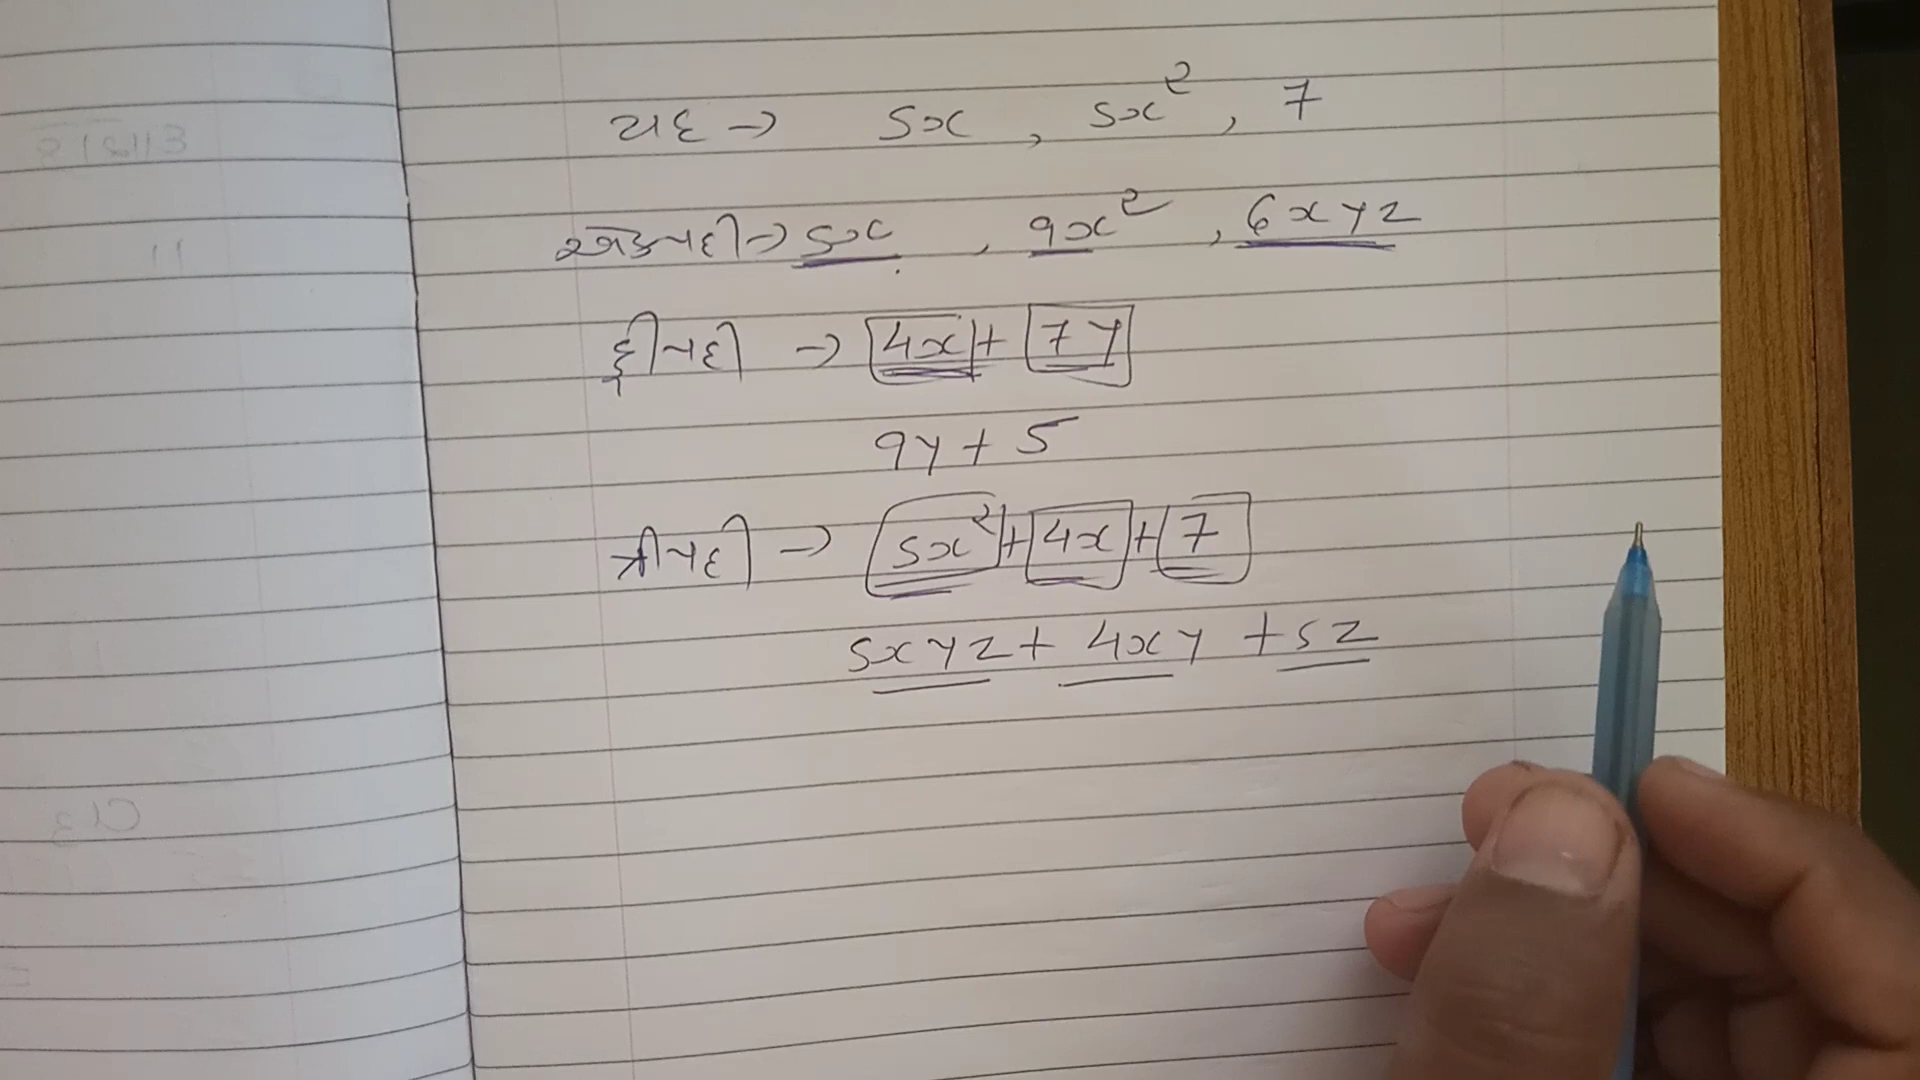 પદ → 5x , 5x² , 7
એકપદી → 5x , 9x² , 6xyz
દ્વીપદી → 4x + 7y
9y + 5
ત્રીપદી → 5x² + 4x + 7
5xyz + 4xy + 5z